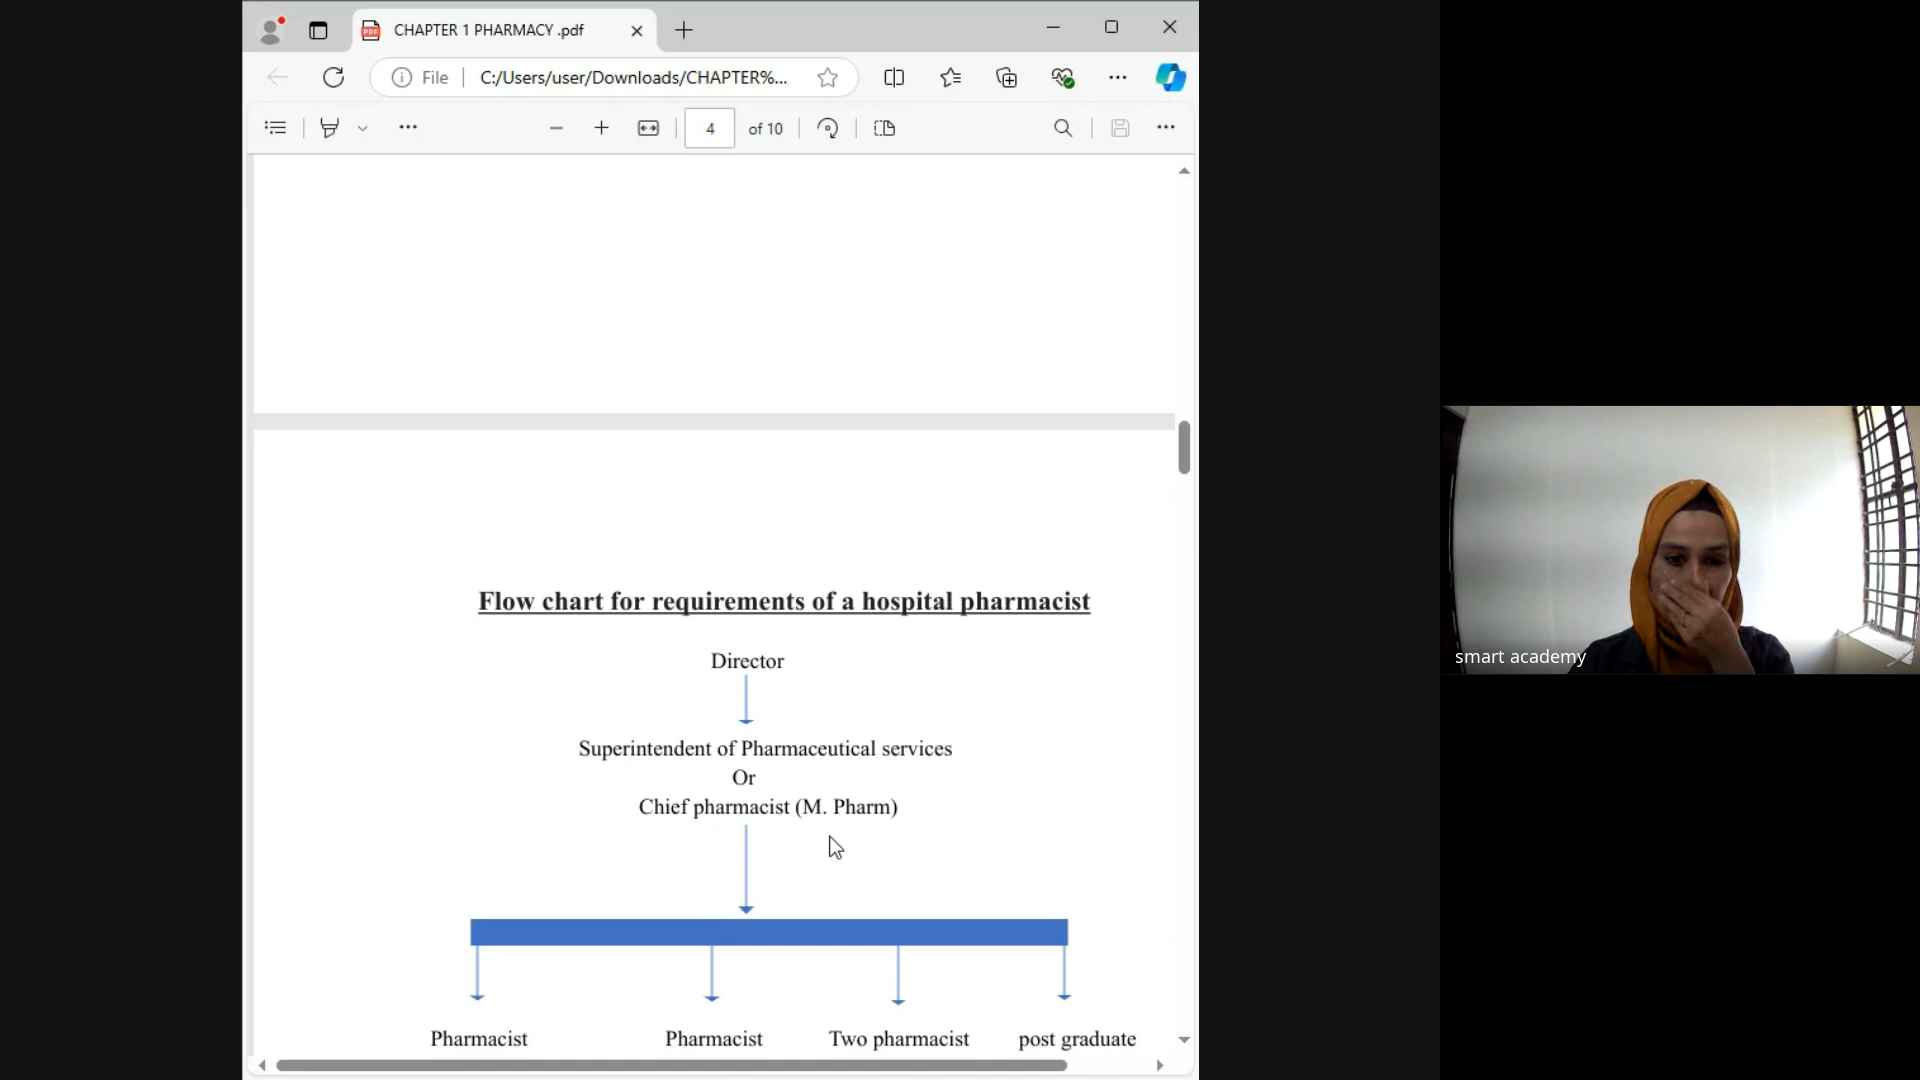 CHAPTER 1 PHARMACY .pdf
File
C:/Users/user/Downloads/CHAPTER%...
4 of 10
Flow chart for requirements of a hospital pharmacist
Director
Superintendent of Pharmaceutical services
Or
Chief pharmacist (M. Pharm)
Pharmacist Pharmacist Two pharmacist post graduate
smart academy